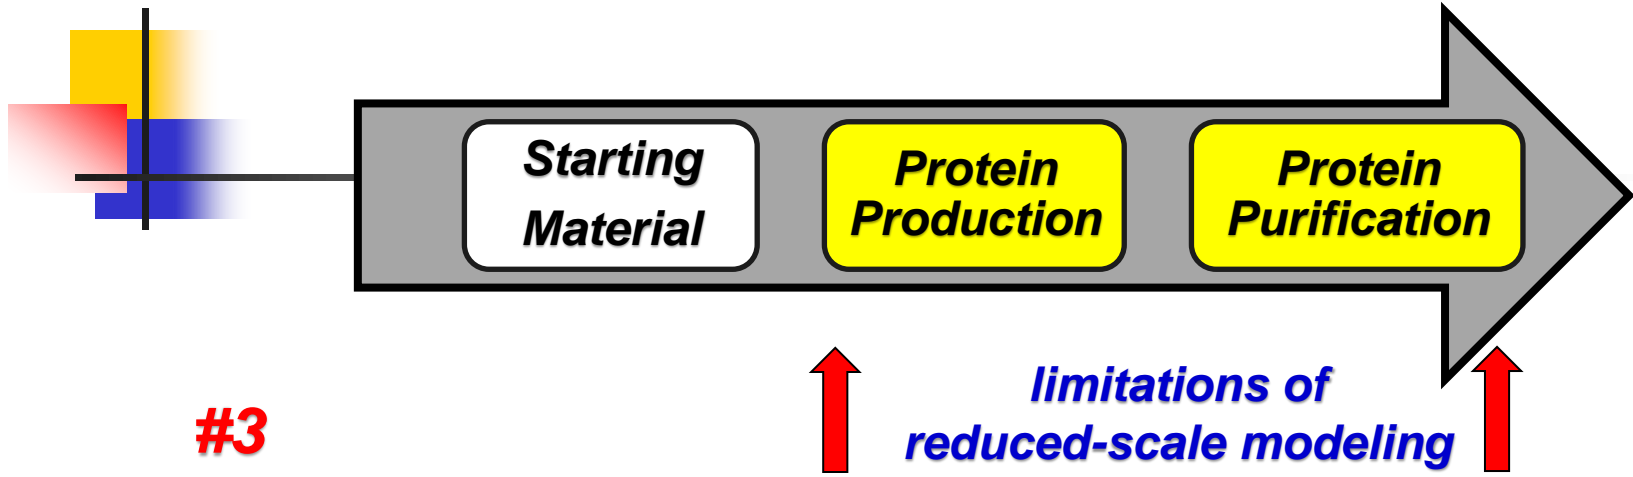 Starting
Material
Protein
Production
Protein
Purification
#3
limitations of
reduced-scale modeling